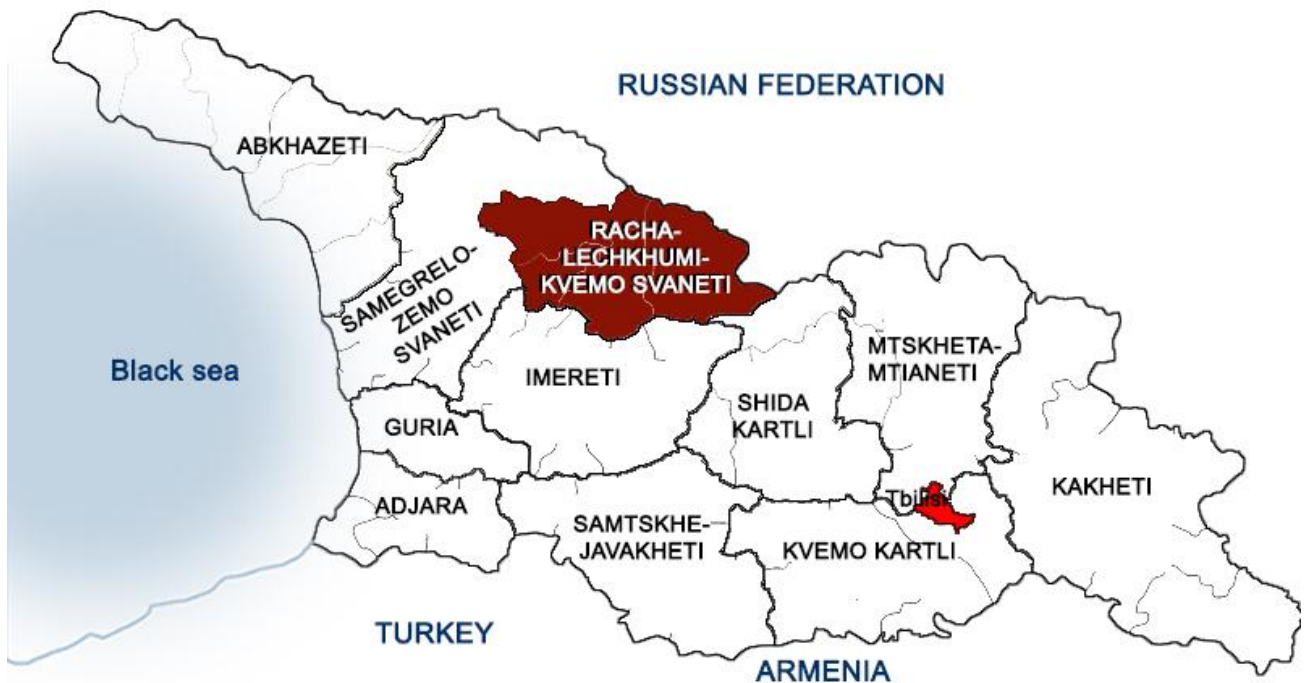 RUSSIAN FEDERATION
ABKHAZETI
RACHA-
LECHKHUMI-
KVEMO SVANETI
SAMEGRELO-
ZEMO
SVANETI
MTSKHETA-
MTIANETI
Black sea
IMERETI
SHIDA
KARTLI
GURIA
KAKHETI
Tbilisi
ADJARA
SAMTSKHE-
JAVAKHETI
KVEMO KARTLI
TURKEY
ARMENIA